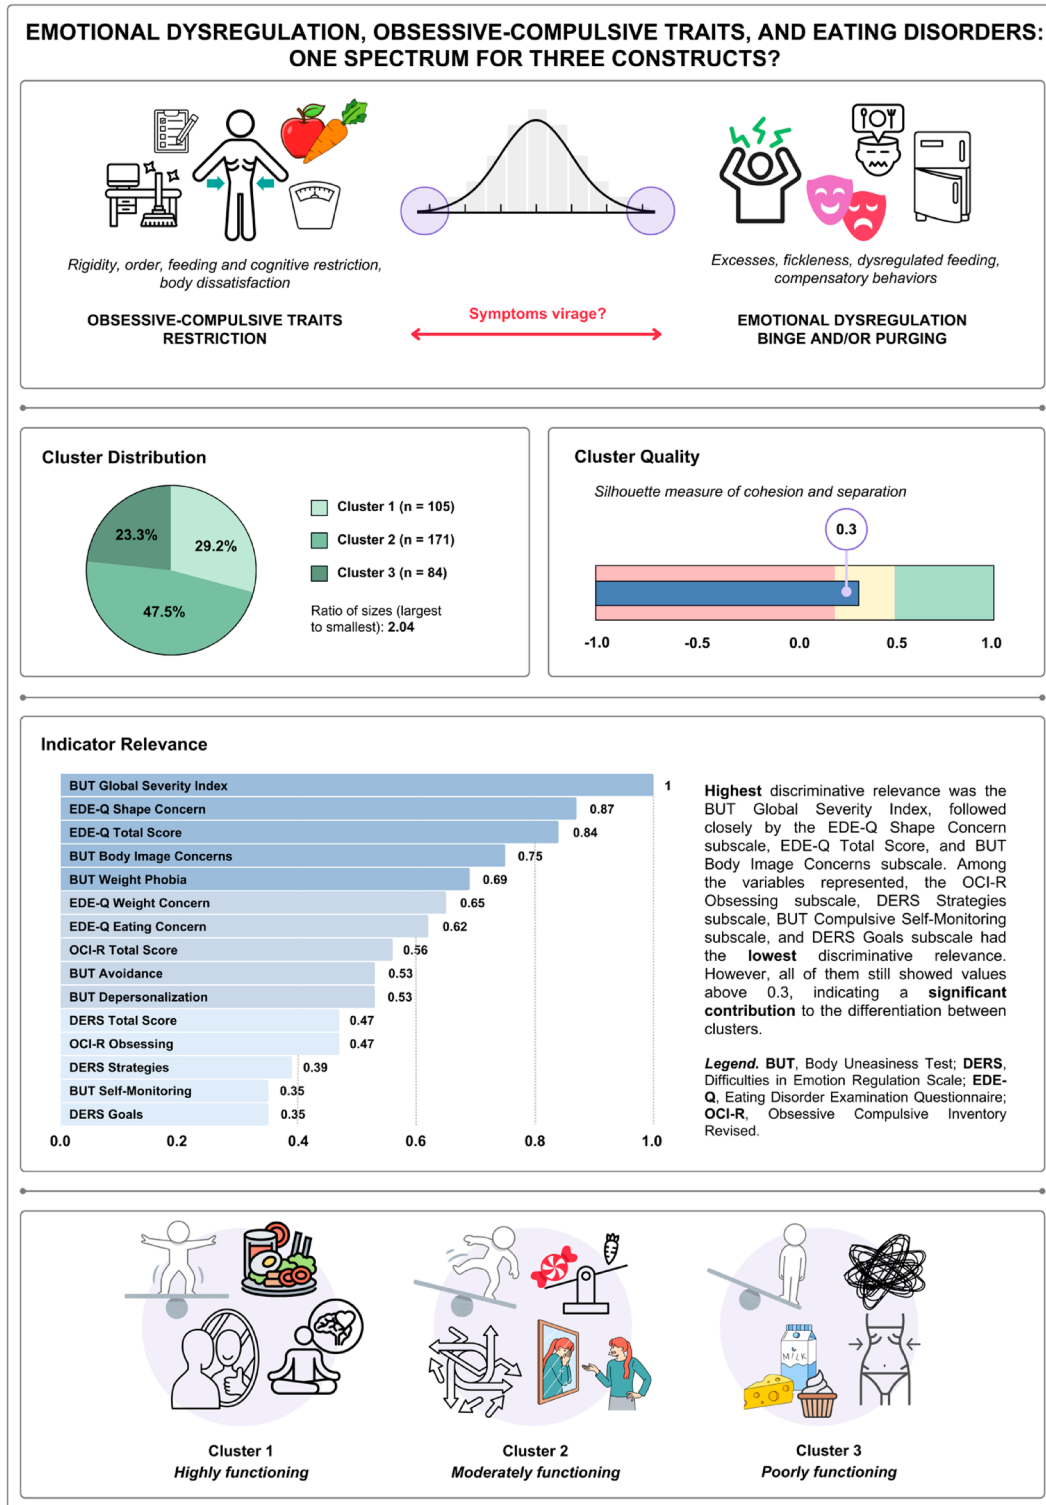 EMOTIONAL DYSREGULATION, OBSESSIVE-COMPULSIVE TRAITS, AND EATING DISORDERS:
ONE SPECTRUM FOR THREE CONSTRUCTS?
Rigidity, order, feeding and cognitive restriction,
body dissatisfaction
OBSESSIVE-COMPULSIVE TRAITS
RESTRICTION
Symptoms virage?
Excesses, fickleness, dysregulated feeding,
compensatory behaviors
EMOTIONAL DYSREGULATION
BINGE AND/OR PURGING
Cluster Distribution
23.3%
29.2%
47.5%
Cluster 1 (n = 105)
Cluster 2 (n = 171)
Cluster 3 (n = 84)
Ratio of sizes (largest
to smallest): 2.04
Cluster Quality
Silhouette measure of cohesion and separation
0.3
-1.0 -0.5 0.0 0.5 1.0
Indicator Relevance
BUT Global Severity Index 1
EDE-Q Shape Concern 0.87
EDE-Q Total Score 0.84
BUT Body Image Concerns 0.75
BUT Weight Phobia 0.69
EDE-Q Weight Concern 0.65
EDE-Q Eating Concern 0.62
OCI-R Total Score 0.56
BUT Avoidance 0.53
BUT Depersonalization 0.53
DERS Total Score 0.47
OCI-R Obsessing 0.47
DERS Strategies 0.39
BUT Self-Monitoring 0.35
DERS Goals 0.35
0.0 0.2 0.4 0.6 0.8 1.0
Highest discriminative relevance was the
BUT Global Severity Index, followed
closely by the EDE-Q Shape Concern
subscale, EDE-Q Total Score, and BUT
Body Image Concerns subscale. Among
the variables represented, the OCI-R
Obsessing subscale, DERS Strategies
subscale, BUT Compulsive Self-Monitoring
subscale, and DERS Goals subscale had
the lowest discriminative relevance.
However, all of them still showed values
above 0.3, indicating a significant
contribution to the differentiation between
clusters.
Legend. BUT, Body Uneasiness Test; DERS,
Difficulties in Emotion Regulation Scale; EDE-
Q, Eating Disorder Examination Questionnaire;
OCI-R, Obsessive Compulsive Inventory
Revised.
MILK
Cluster 1
Highly functioning
Cluster 2
Moderately functioning
Cluster 3
Poorly functioning